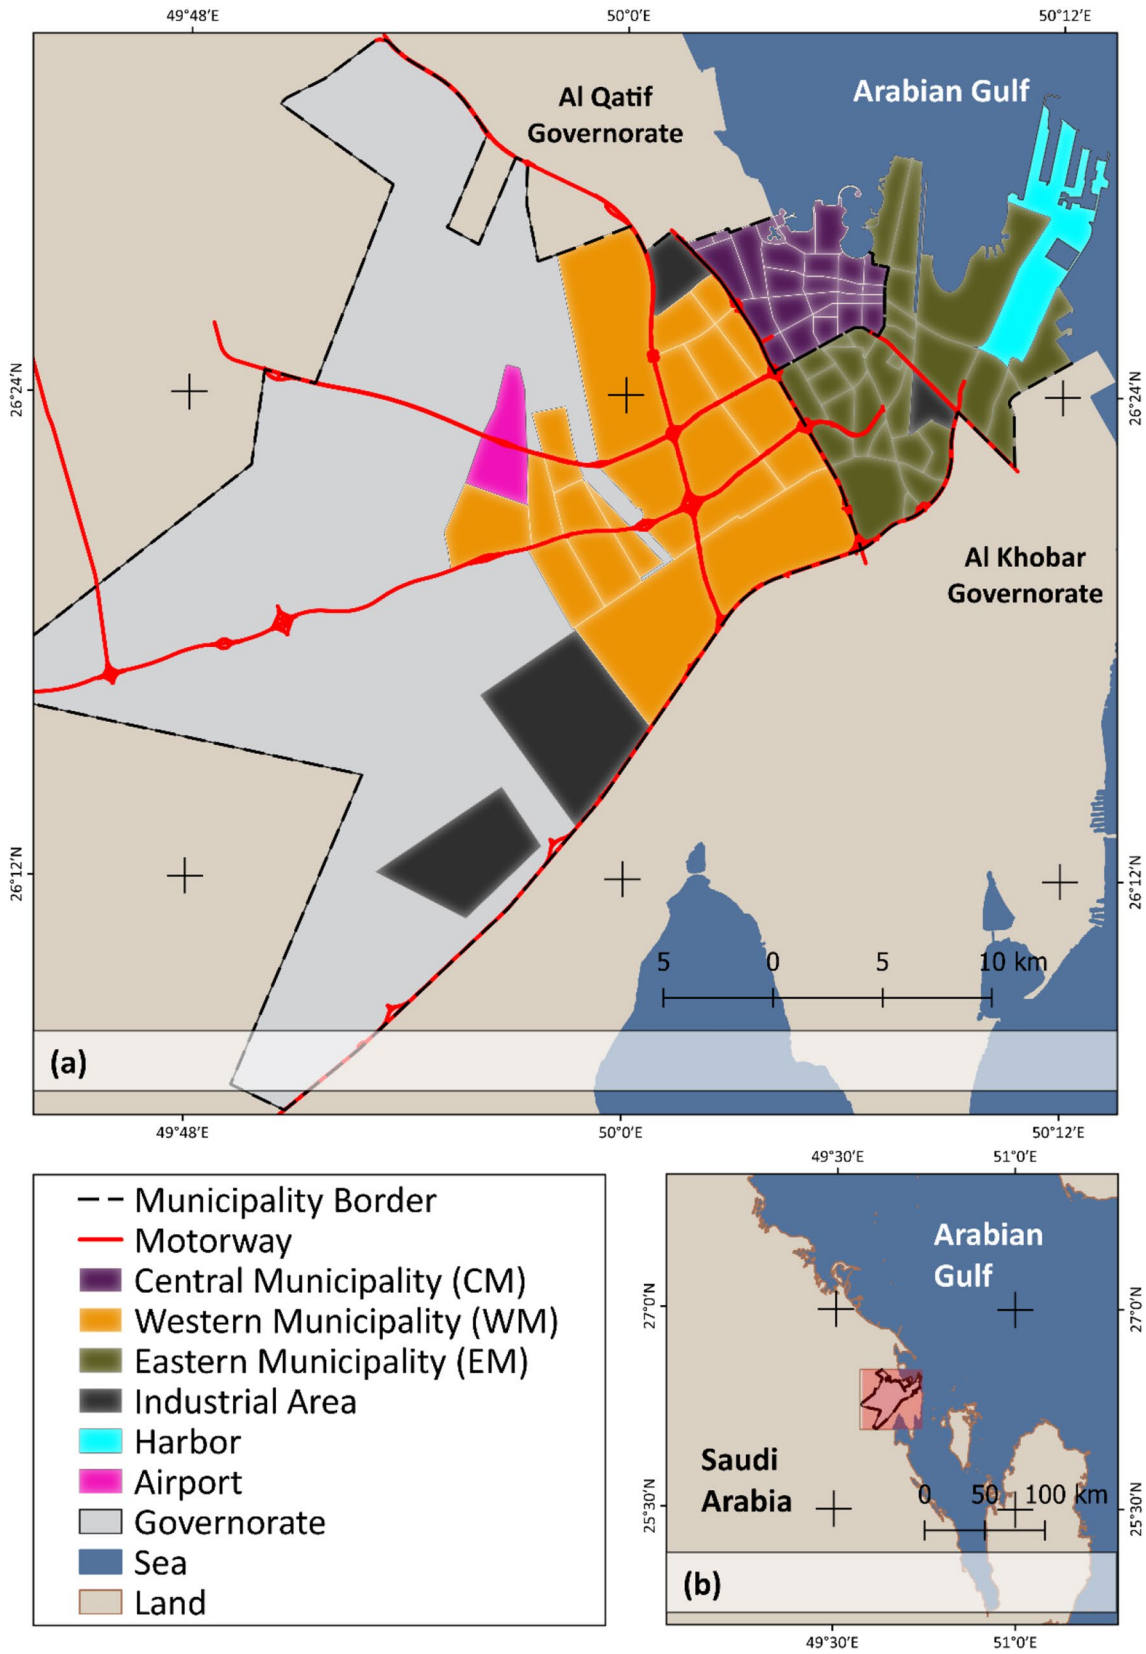 49°48′E 50°0′E 50°12′E
Al Qatif
Governorate
Arabian Gulf
26°24′N 26°24′N
Al Khobar
Governorate
26°12′N 26°12′N
5 0 5 10 km
(a)
49°48′E 50°0′E 50°12′E
Municipality Border
Motorway
Central Municipality (CM)
Western Municipality (WM)
Eastern Municipality (EM)
Industrial Area
Harbor
Airport
Governorate
Sea
Land
49°30′E 51°0′E
Arabian
Gulf
27°0′N 27°0′N
Saudi
Arabia
0 50 100 km
25°30′N 25°30′N
(b)
49°30′E 51°0′E